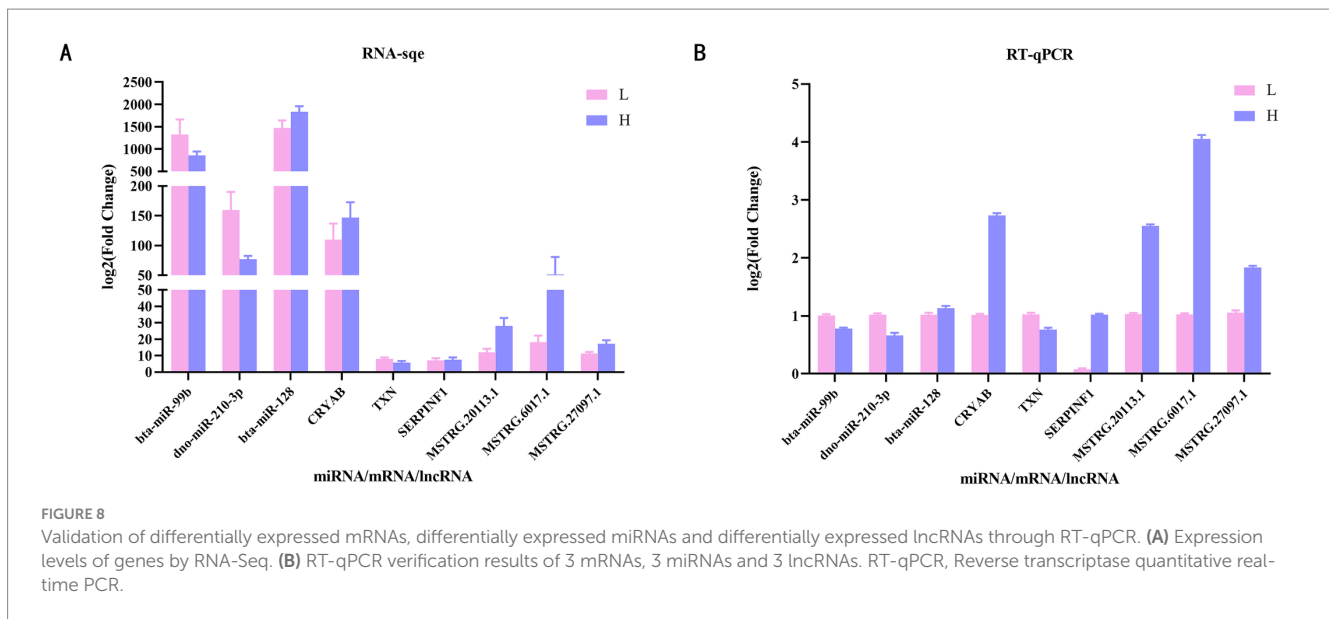 A
RNA-sqe
log2(Fold Change)
2500
2000
1500
1000
500
200
150
100
50
50
40
30
20
10
0
L
H
bta-miR-99b
dno-miR-210-3p
bta-miR-128
CRYAB
TXN
SERPINF1
MSTRG.20113.1
MSTRG.6017.1
MSTRG.27097.1
miRNA/mRNA/lncRNA
B
RT-qPCR
log2(Fold Change)
5
4
3
2
1
0
L
H
bta-miR-99b
dno-miR-210-3p
bta-miR-128
CRYAB
TXN
SERPINF1
MSTRG.20113.1
MSTRG.6017.1
MSTRG.27097.1
miRNA/mRNA/lncRNA
FIGURE 8
Validation of differentially expressed mRNAs, differentially expressed miRNAs and differentially expressed lncRNAs through RT-qPCR. (A) Expression
levels of genes by RNA-Seq. (B) RT-qPCR verification results of 3 mRNAs, 3 miRNAs and 3 lncRNAs. RT-qPCR, Reverse transcriptase quantitative real-
time PCR.